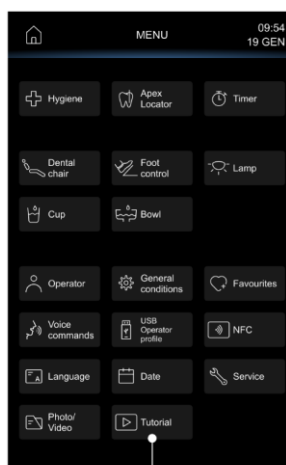 MENU
09:54
19 GEN
Hygiene
Apex
Locator
Timer
Dental
chair
Foot
control
Lamp
Cup
Bowl
Operator
General
conditions
Favourites
Voice
commands
USB
Operator
profile
NFC
A
Language
Date
Service
Photo/
Video
Tutorial